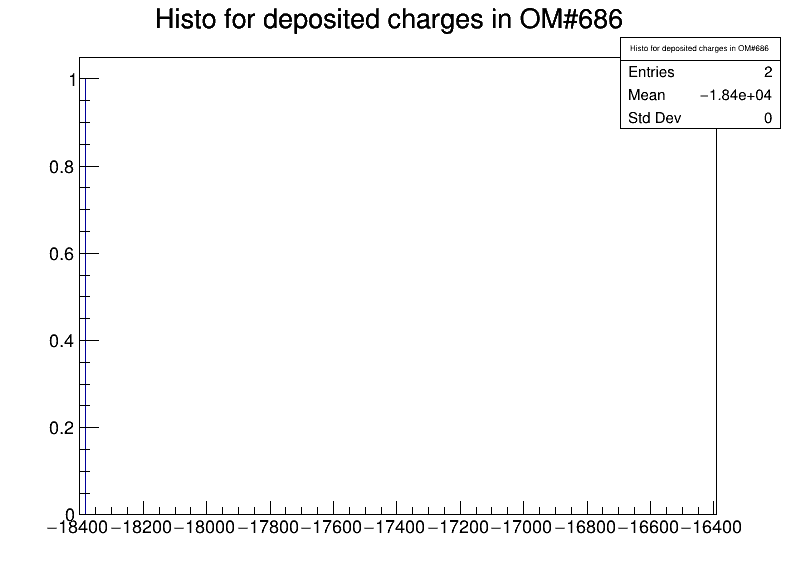 Histo for deposited charges in OM#686
Histo for deposited charges in OM#686
Entries 2
Mean −1.84e+04
Std Dev 0
1
0.8
0.6
0.4
0.2
0
−18400 −18200 −18000 −17800 −17600 −17400 −17200 −17000 −16800 −16600 −16400